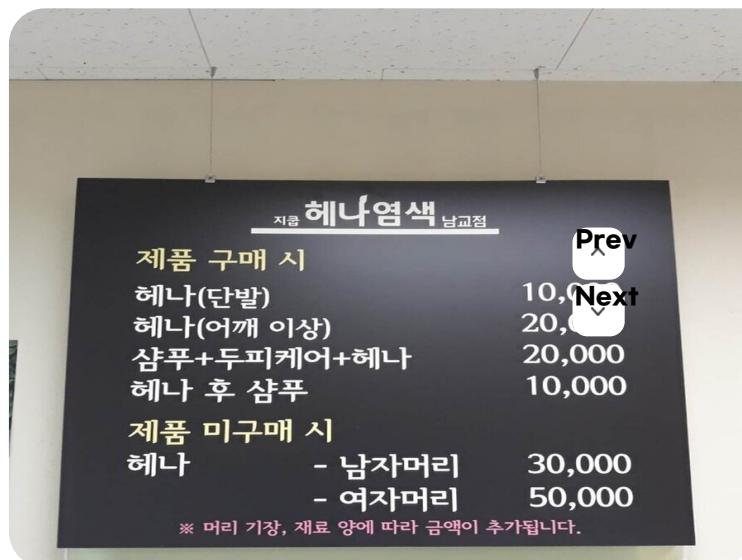 지쿱 헤나염색 남교점
제품 구매 시
Prev
헤나(단발)
Next
헤나(어깨 이상)
샴푸+두피케어+헤나 20,000
헤나 후 샴푸 10,000
제품 미구매 시
헤나 - 남자머리 30,000
- 여자머리 50,000
※ 머리 기장, 재료 양에 따라 금액이 추가됩니다.